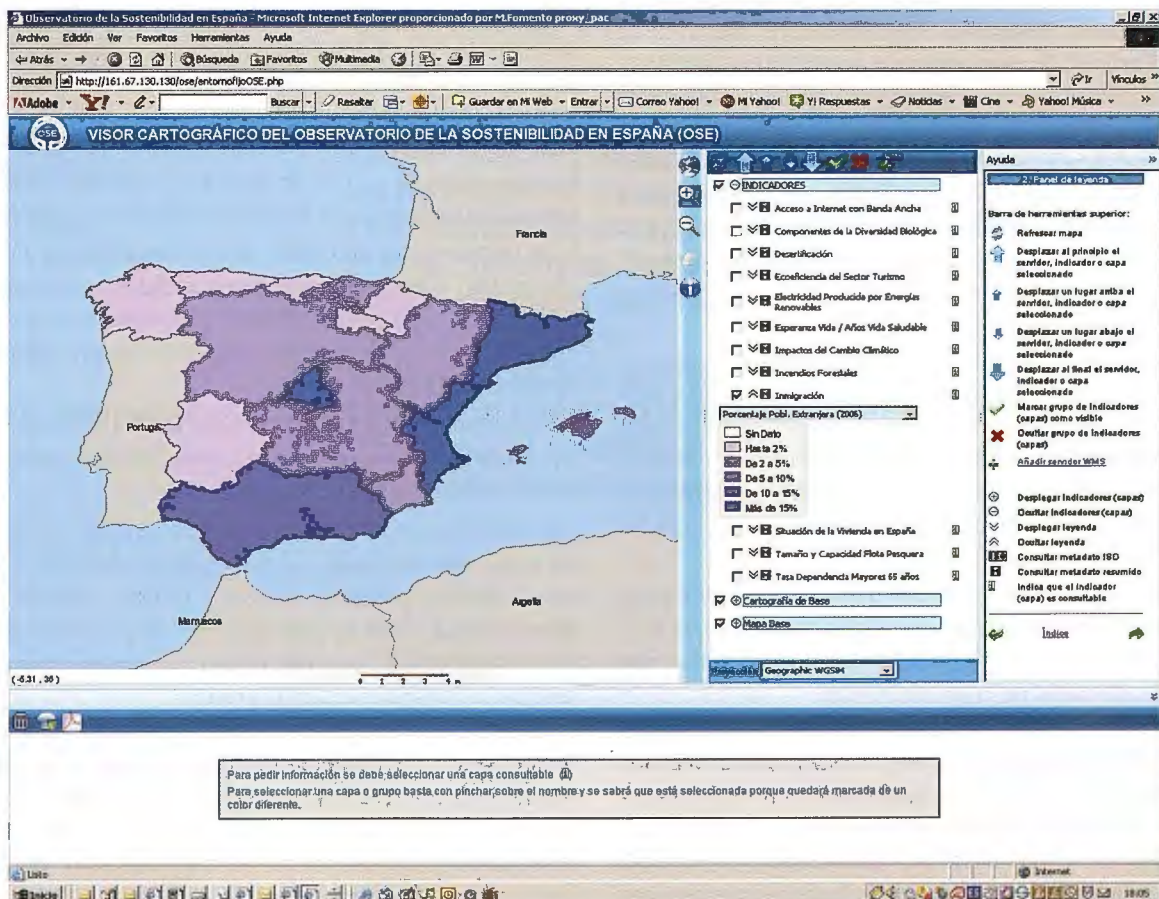 Observatorio de la Sostenibilidad en España - Microsoft Internet Explorer proporcionado por M.Fomento proxy_pac
Archivo Edición Ver Favoritos Herramientas Ayuda
Atrás Búsqueda Favoritos Multimedia
Dirección http://161.67.130.130/ose/entornofijoOSE.php Ir Vínculos »
Adobe Y! Buscar Resaltar Guardar en Mi Web Entrar Correo Yahoo! Mi Yahoo! Y! Respuestas Noticias Cine Yahoo! Música »
OSE VISOR CARTOGRÁFICO DEL OBSERVATORIO DE LA SOSTENIBILIDAD EN ESPAÑA (OSE)
Francia
Portugal
Marruecos
Argelia
(-6.31 , 36)
0 1 2 3 4 m
INDICADORES
Acceso a Internet con Banda Ancha
Componentes de la Diversidad Biológica
Desertificación
Ecoeficiencia del Sector Turismo
Electricidad Producida por Energías
Renovables
Esperanza Vida / Años Vida Saludable
Impactos del Cambio Climático
Incendios Forestales
Inmigración
Porcentaje Pobl. Extranjera (2006)
Sin Dato
Hasta 2%
De 2 a 5%
De 5 a 10%
De 10 a 15%
Más de 15%
Situación de la Vivienda en España
Tamaño y Capacidad Flota Pesquera
Tasa Dependencia Mayores 65 años
Cartografía de Base
Mapa Base
Geographic WGS84
Ayuda »
2. Panel de leyenda
Barra de herramientas superior:
Refrescar mapa
Desplazar al principio el
servidor, indicador o capa
seleccionado
Desplazar un lugar arriba el
servidor, indicador o capa
seleccionado
Desplazar un lugar abajo el
servidor, indicador o capa
seleccionado
Desplazar al final el servidor,
indicador o capa
seleccionado
Marcar grupo de Indicadores
(capas) como visible
Ocultar grupo de Indicadores
(capas)
Añadir servidor WMS
Desplegar Indicadores (capas)
Ocultar Indicadores (capas)
Desplegar leyenda
Ocultar leyenda
Consultar metadato ISO
Consultar metadato resumido
Indica que el indicador
(capa) es consultable
Índice
Para pedir información se debe seleccionar una capa consultable
Para seleccionar una capa o grupo basta con pinchar sobre el nombre y se sabrá que está seleccionada porque quedará marcada de un
color diferente.
Listo Internet
Inicio 18:05